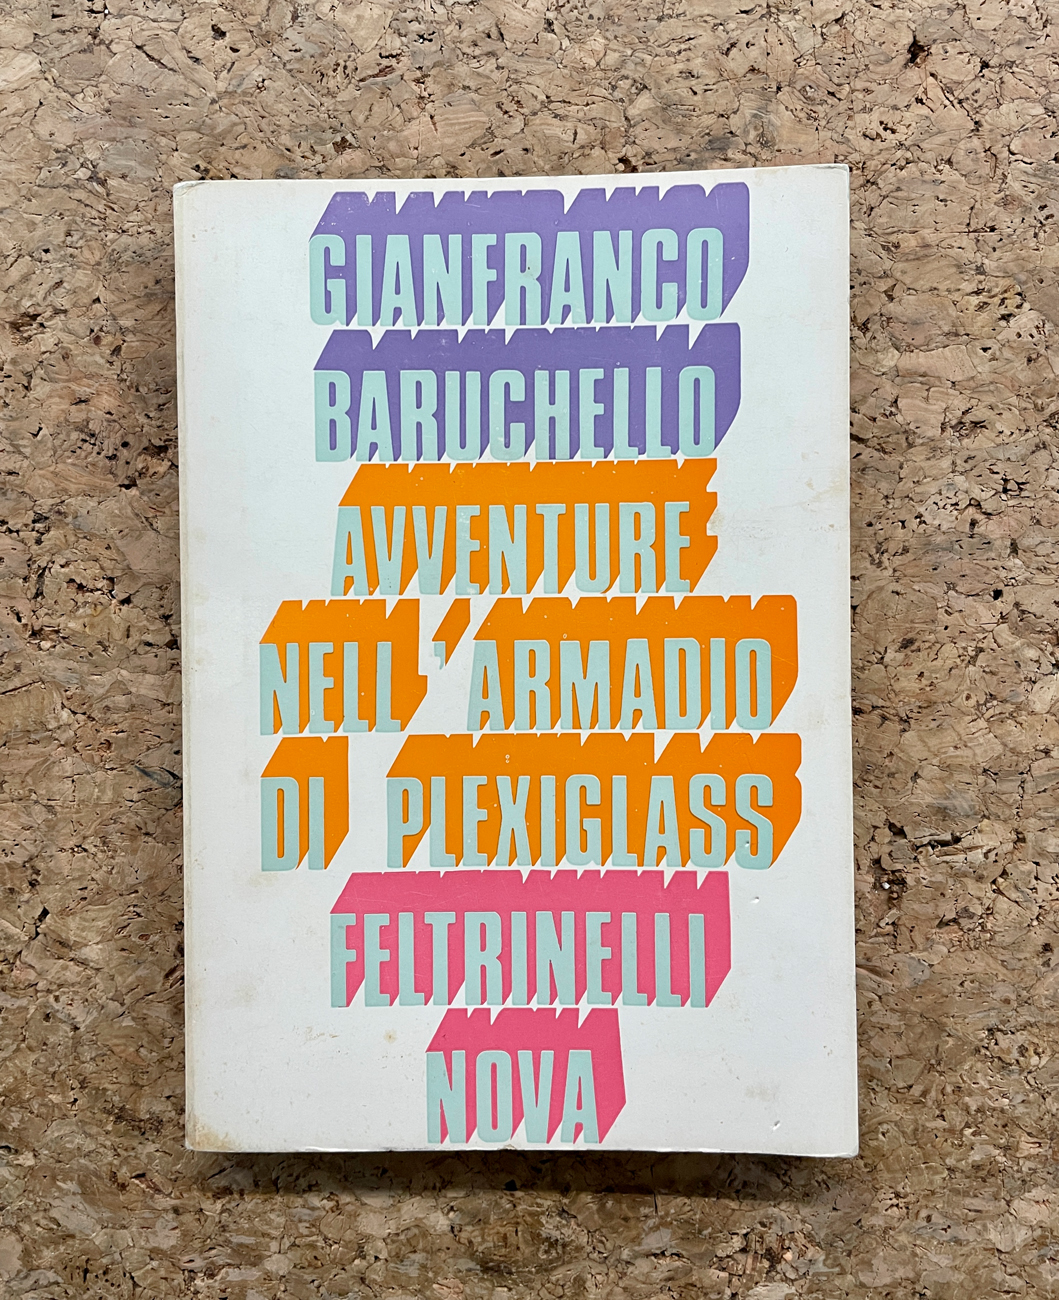 GIANFRANCO
BARUCHELLO
AVVENTURE
NELL'ARMADIO
DI PLEXIGLASS
FELTRINELLI
NOVA